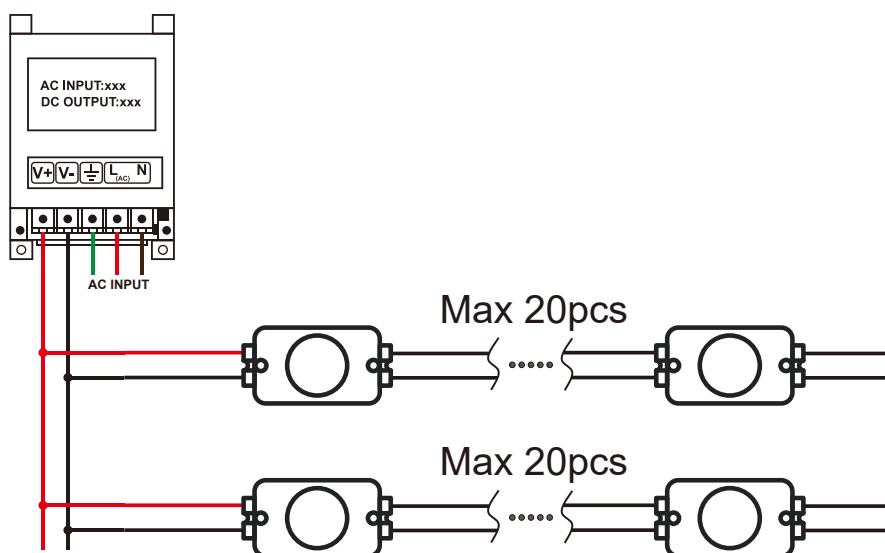 AC INPUT:xxx
DC OUTPUT:xxx
V+ V- L(AC) N
AC INPUT
Max 20pcs
Max 20pcs